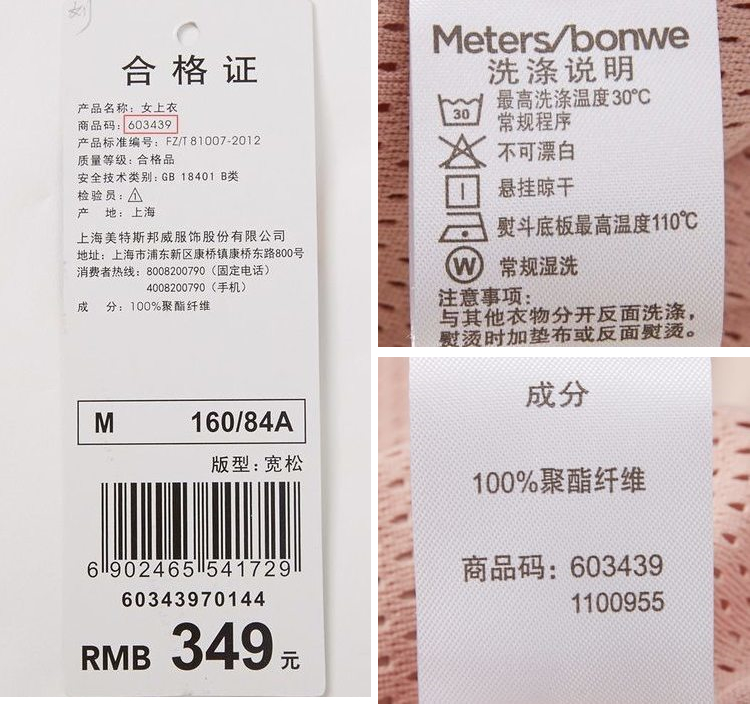 合格证
产品名称: 女上衣
商品码: 603439
产品标准编号: FZ/T 81007-2012
质量等级: 合格品
安全技术类别: GB 18401 B类
检验员: 1
产 地: 上海
上海美特斯邦威服饰股份有限公司
地址: 上海市浦东新区康桥镇康桥东路800号
消费者热线: 8008200790 (固定电话)
4008200790 (手机)
成 分: 100%聚酯纤维
M 160/84A
版型: 宽松
6 902465 541729
60343970144
RMB 349 元
Meters/bonwe
洗涤说明
30 最高洗涤温度30℃
常规程序
不可漂白
悬挂晾干
熨斗底板最高温度110℃
W 常规湿洗
注意事项:
与其他衣物分开反面洗涤,
熨烫时加垫布或反面熨烫。
成分
100%聚酯纤维
商品码: 603439
1100955